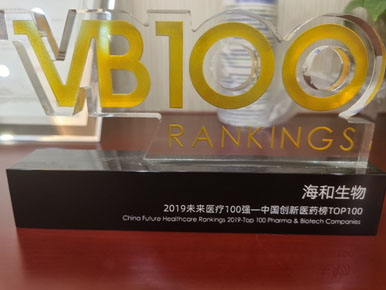 VB100
RANKINGS
海和生物
2019未来医疗100强—中国创新医药榜TOP100
China Future Healthcare Rankings 2019-Top 100 Pharma & Biotech Companies